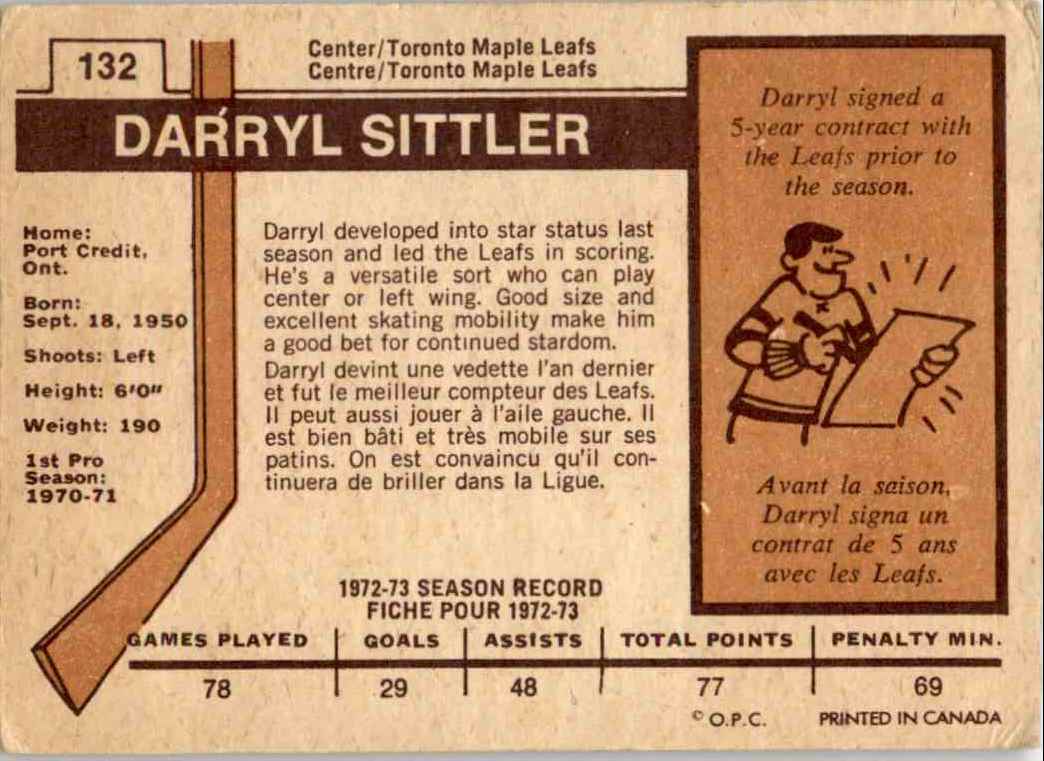 132
Center/Toronto Maple Leafs
Centre/Toronto Maple Leafs
DARRYL SITTLER
Home:
Port Credit,
Ont.
Born:
Sept. 18, 1950
Shoots: Left
Height: 6'0"
Weight: 190
1st Pro
Season:
1970-71
Darryl developed into star status last
season and led the Leafs in scoring.
He's a versatile sort who can play
center or left wing. Good size and
excellent skating mobility make him
a good bet for continued stardom.
Darryl devint une vedette l'an dernier
et fut le meilleur compteur des Leafs.
Il peut aussi jouer à l'aile gauche. Il
est bien bâti et très mobile sur ses
patins. On est convaincu qu'il con-
tinuera de briller dans la Ligue.
Darryl signed a
5-year contract with
the Leafs prior to
the season.
Avant la saison,
Darryl signa un
contrat de 5 ans
avec les Leafs.
1972-73 SEASON RECORD
FICHE POUR 1972-73
GAMES PLAYED GOALS ASSISTS TOTAL POINTS PENALTY MIN.
78 29 48 77 69
© O.P.C. PRINTED IN CANADA